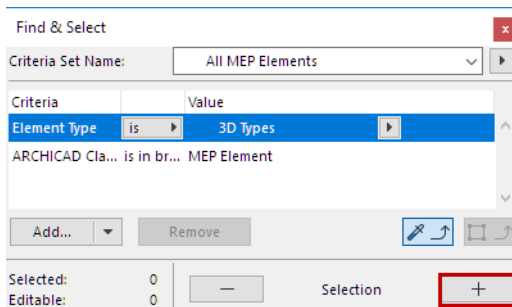 Find & Select
x
Criteria Set Name: All MEP Elements
Criteria Value
Element Type is 3D Types
ARCHICAD Cla... is in br... MEP Element
Add... Remove
Selected: 0
Editable: 0
— Selection +